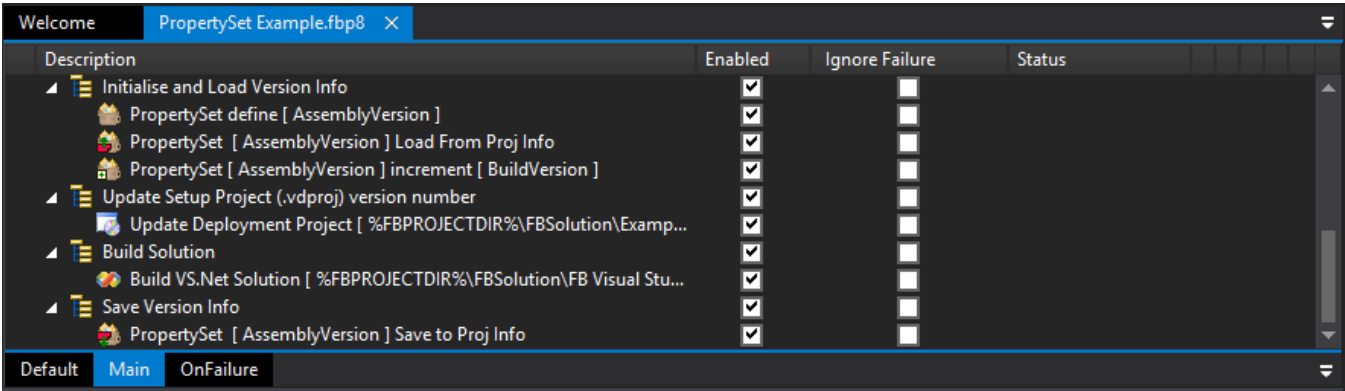 Welcome PropertySet Example.fbp8
Description Enabled Ignore Failure Status
Initialise and Load Version Info
PropertySet define [ AssemblyVersion ]
PropertySet [ AssemblyVersion ] Load From Proj Info
PropertySet [ AssemblyVersion ] increment [ BuildVersion ]
Update Setup Project (.vdproj) version number
Update Deployment Project [ %FBPROJECTDIR%\FBSolution\Examp...
Build Solution
Build VS.Net Solution [ %FBPROJECTDIR%\FBSolution\FB Visual Stu...
Save Version Info
PropertySet [ AssemblyVersion ] Save to Proj Info
Default Main OnFailure